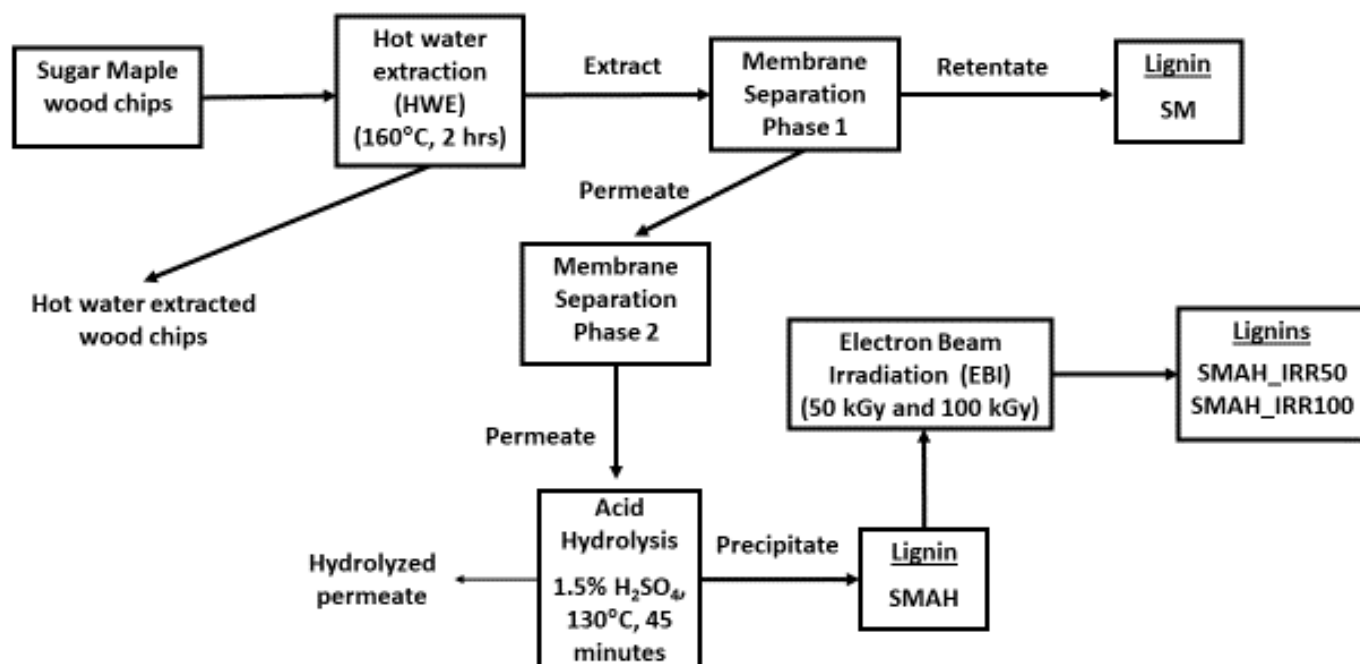 Sugar Maple
wood chips
Hot water
extraction
(HWE)
(160°C, 2 hrs)
Extract
Membrane
Separation
Phase 1
Retentate
Lignin
SM
Permeate
Hot water extracted
wood chips
Membrane
Separation
Phase 2
Permeate
Electron Beam
Irradiation (EBI)
(50 kGy and 100 kGy)
Lignins
SMAH_IRR50
SMAH_IRR100
Hydrolyzed
permeate
Acid
Hydrolysis
1.5% H₂SO₄,
130°C, 45
minutes
Precipitate
Lignin
SMAH